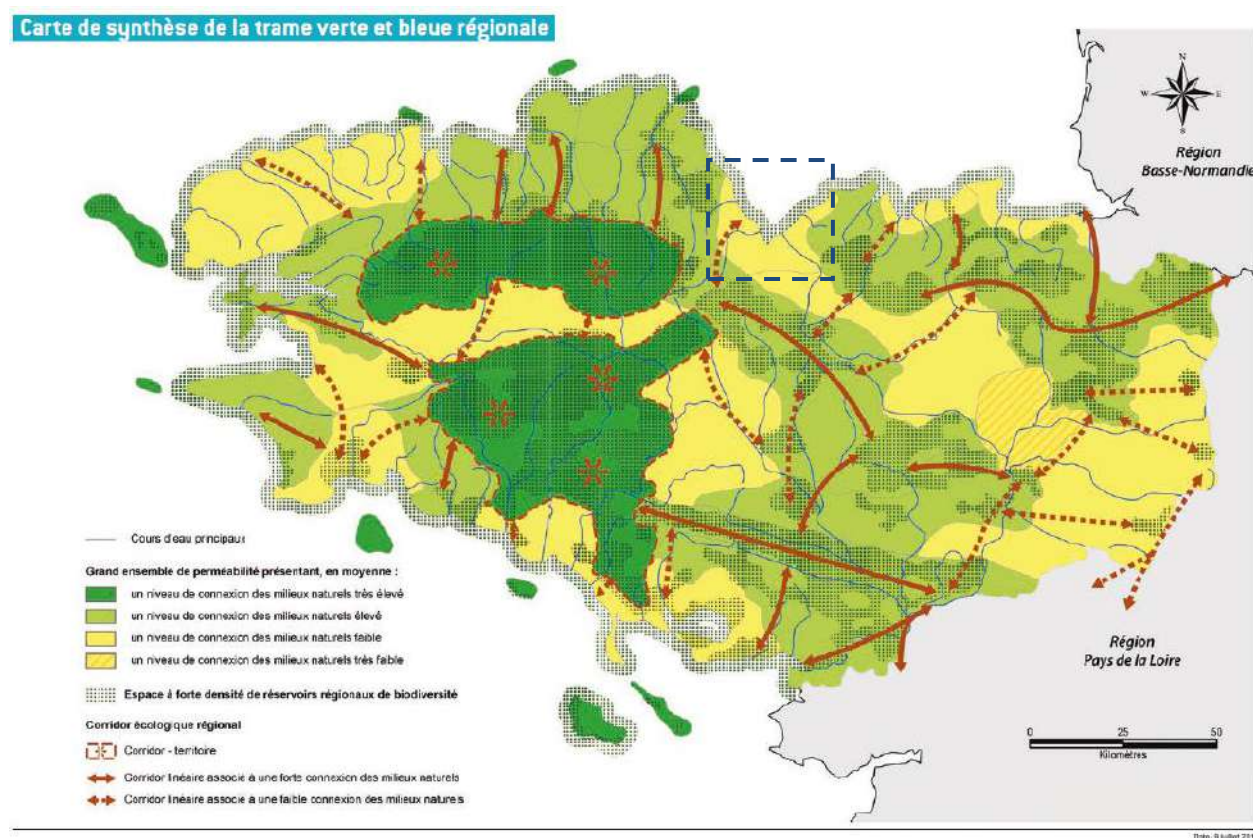 Carte de synthèse de la trame verte et bleue régionale
N
W E
S
Région
Basse-Normandie
Cours d'eau principaux
Grand ensemble de perméabilité présentant, en moyenne :
un niveau de connexion des milieux naturels très élevé
un niveau de connexion des milieux naturels élevé
un niveau de connexion des milieux naturels faible
un niveau de connexion des milieux naturels très faible
Espace à forte densité de réservoirs régionaux de biodiversité
Corridor écologique régional
Corridor - territoire
Corridor linéaire associé à une forte connexion des milieux naturels
Corridor linéaire associé à une faible connexion des milieux naturels
Région
Pays de la Loire
0 25 50
Kilomètres